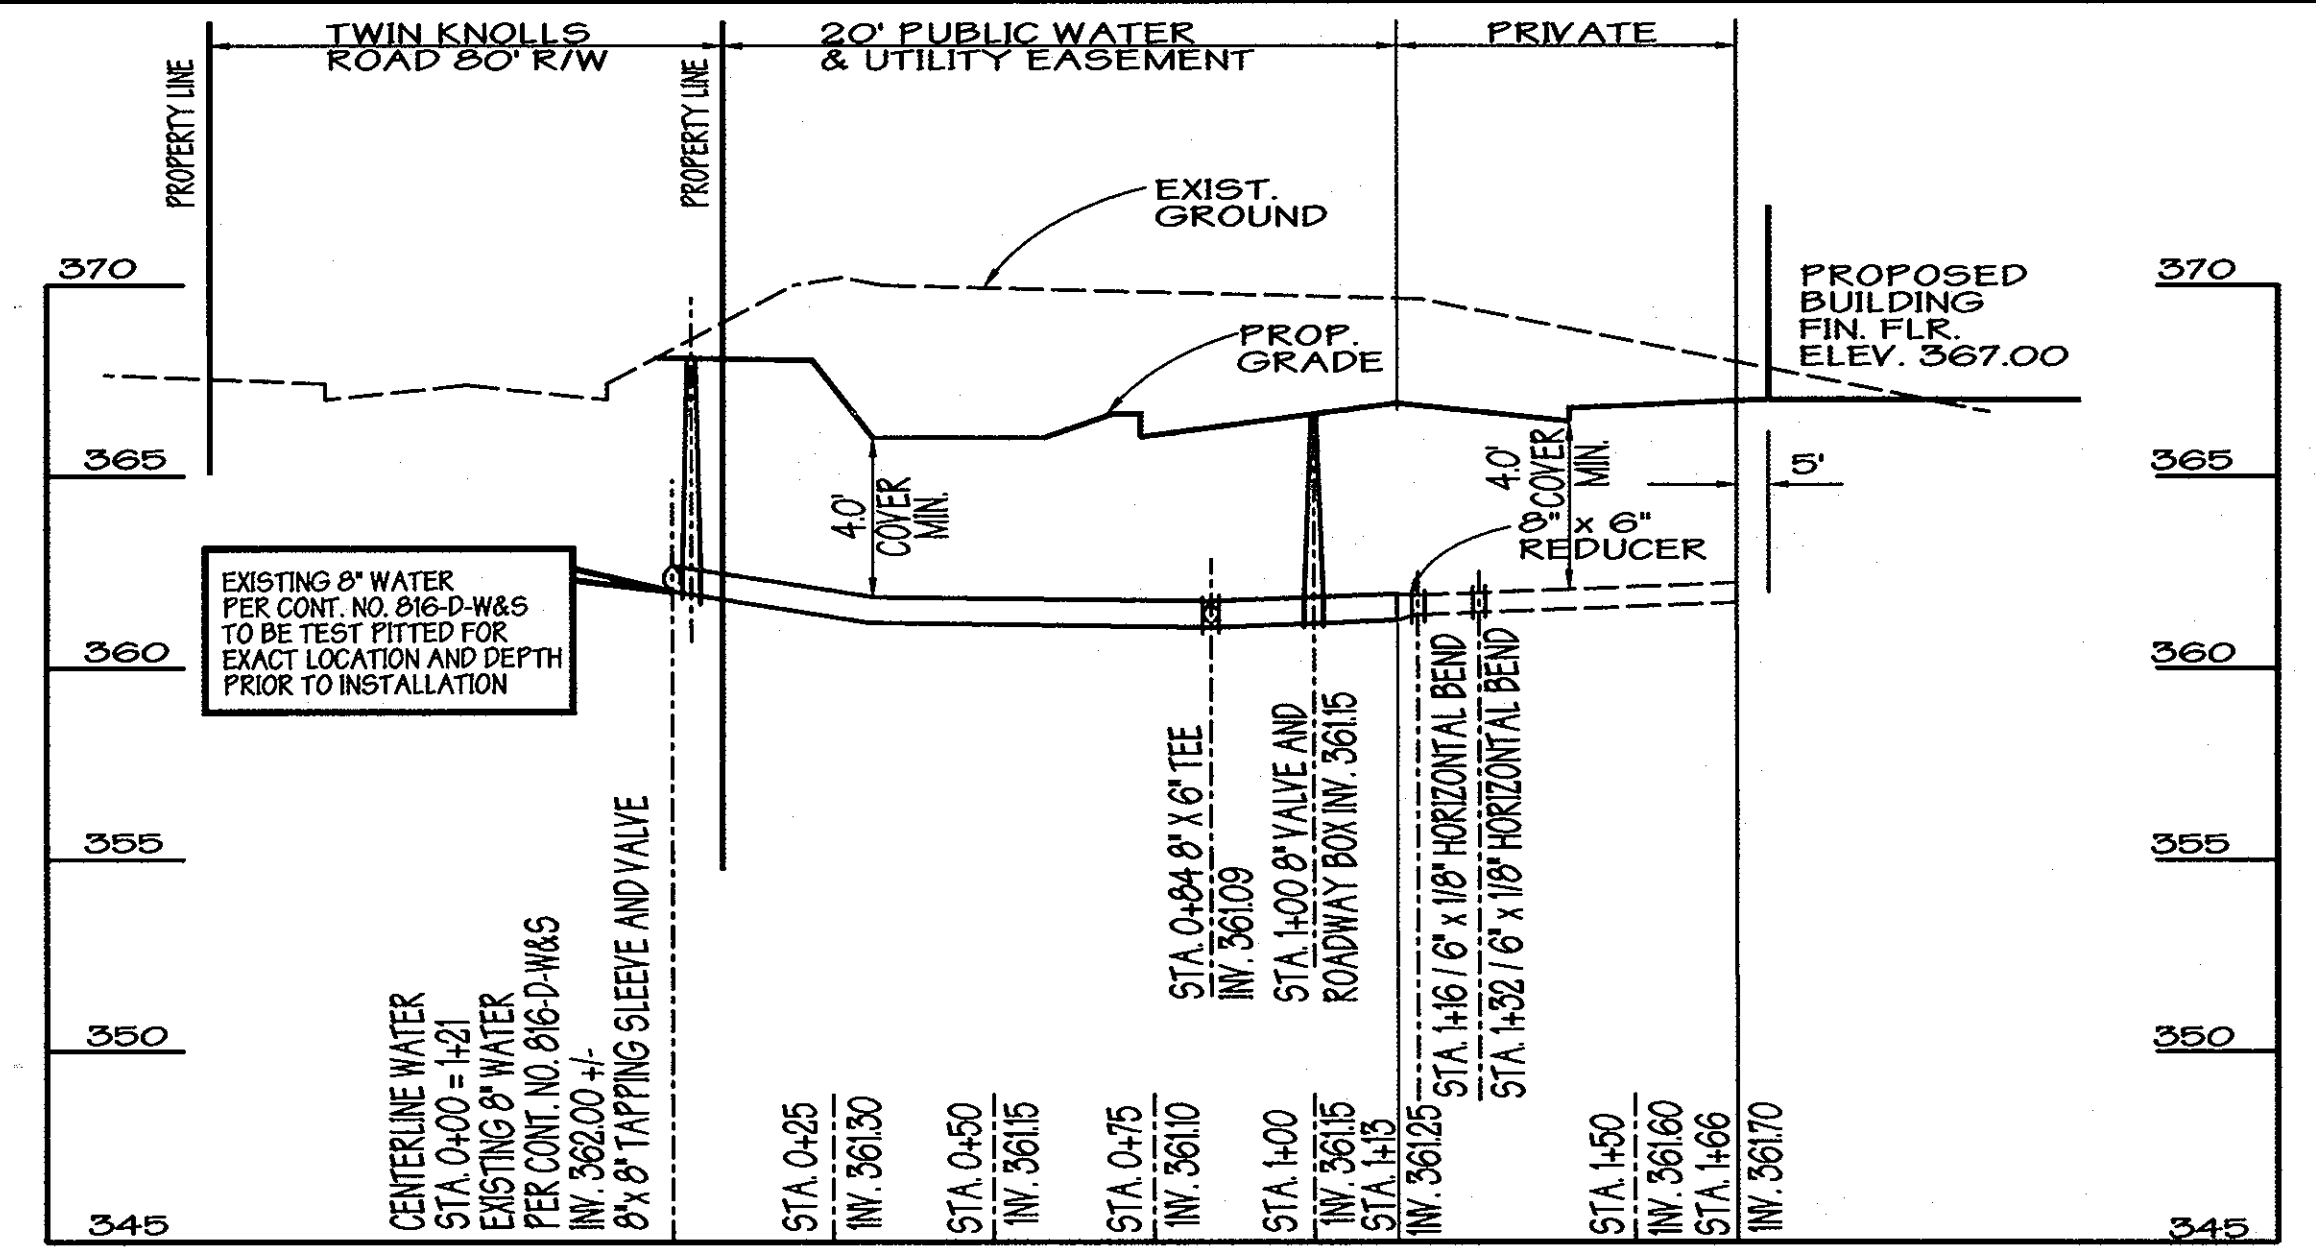 TWIN KNOLLS
ROAD 80' R/W
20' PUBLIC WATER
& UTILITY EASEMENT
PRIVATE
PROPERTY LINE
PROPERTY LINE
EXIST.
GROUND
PROP.
GRADE
PROPOSED
BUILDING
FIN. FLR.
ELEV. 367.00
370
365
360
355
350
345
370
365
360
355
350
345
4.0'
COVER
MIN.
4.0'
COVER
MIN.
5'
8" x 6"
REDUCER
EXISTING 8" WATER
PER CONT. NO. 816-D-W&S
TO BE TEST PITTED FOR
EXACT LOCATION AND DEPTH
PRIOR TO INSTALLATION
CENTERLINE WATER
STA. 0+00 = 1+21
EXISTING 8" WATER
PER CONT. NO. 816-D-W&S
INV. 362.00 +/-
8" x 8" TAPPING SLEEVE AND VALVE
STA. 0+84 8" X 6" TEE
INV. 361.09
STA. 1+00 8" VALVE AND
ROADWAY BOX INV. 361.15
STA. 1+16 / 6" x 1/8" HORIZONTAL BEND
STA. 1+32 / 6" x 1/8" HORIZONTAL BEND
STA. 0+25
INV. 361.30
STA. 0+50
INV. 361.15
STA. 0+75
INV. 361.10
STA. 1+00
INV. 361.15
STA. 1+13
INV. 361.25
STA. 1+50
INV. 361.60
STA. 1+66
INV. 361.70